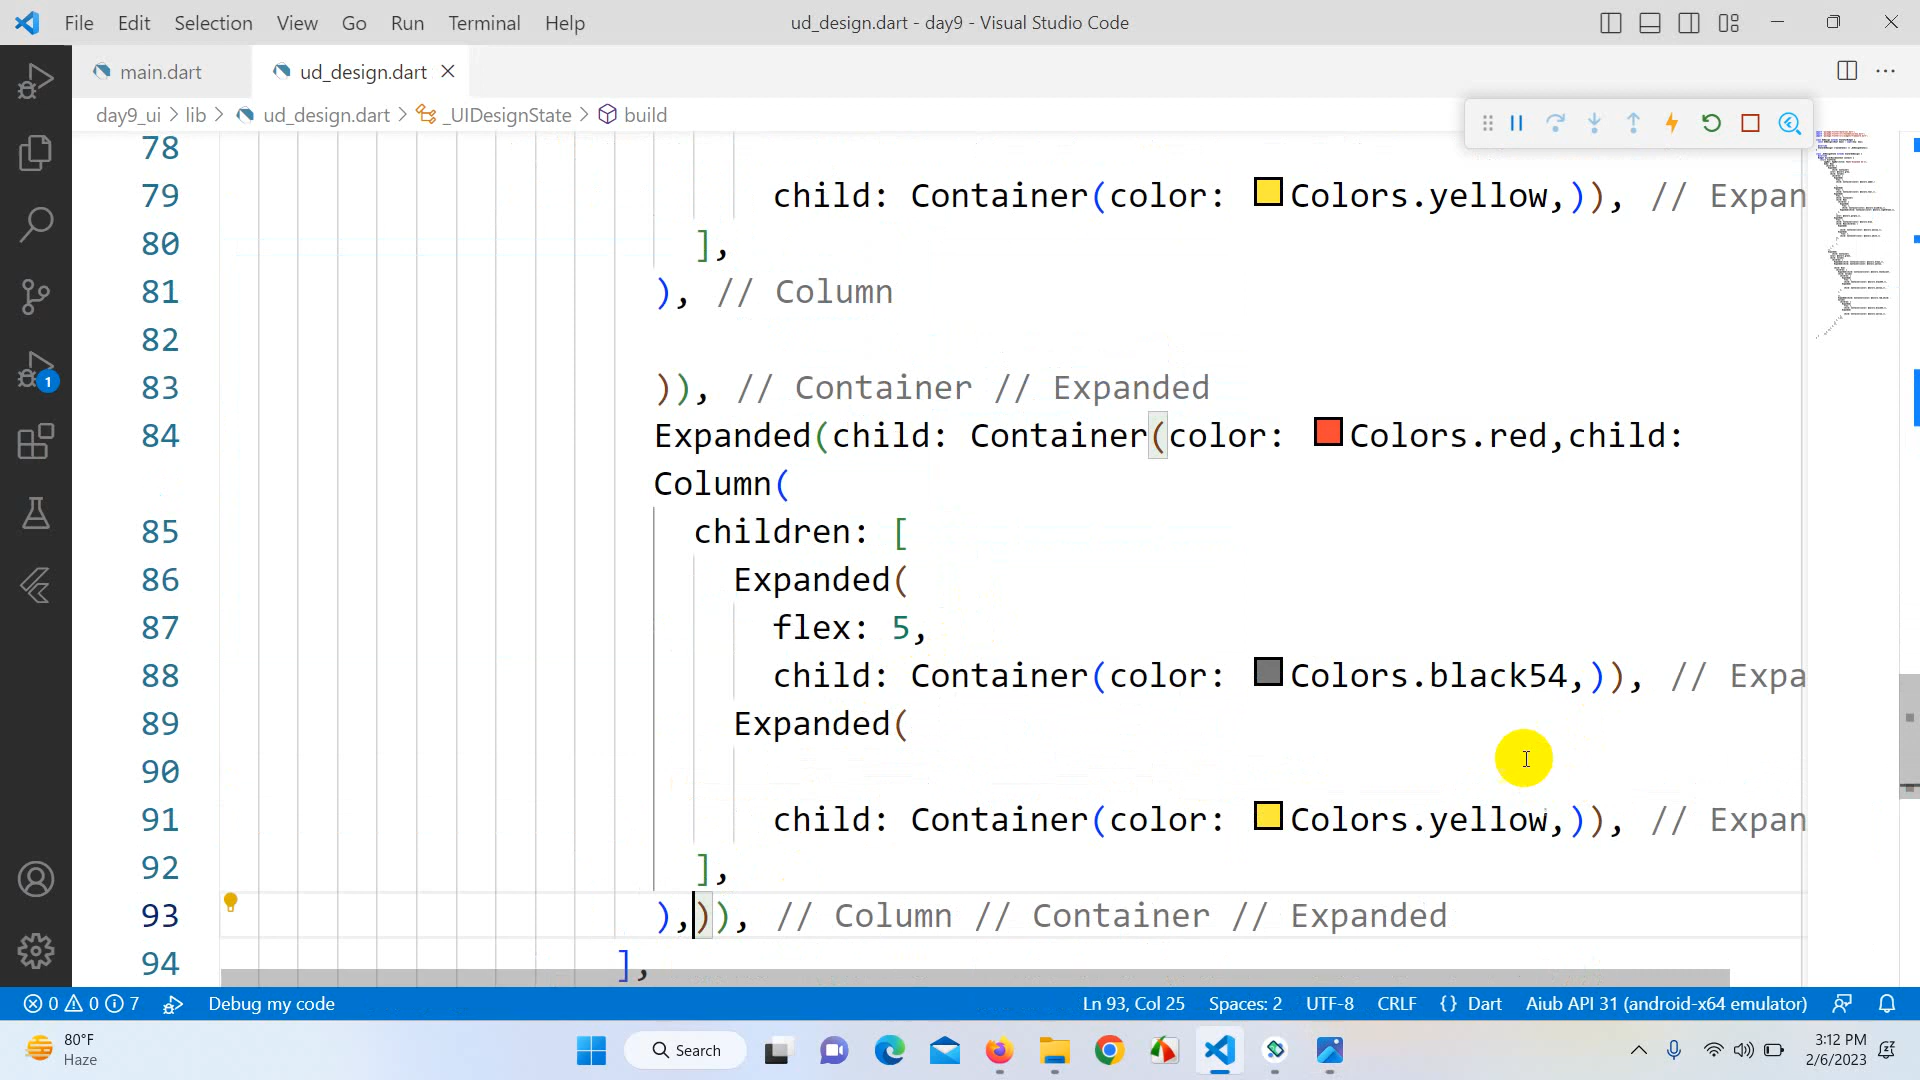 File Edit Selection View Go Run Terminal Help
ud_design.dart - day9 - Visual Studio Code
main.dart
ud_design.dart
day9_ui > lib > ud_design.dart > _UIDesignState > build
78
79 child: Container(color: Colors.yellow,)), // Expan
80 ],
81 ), // Column
82
83 )), // Container // Expanded
84 Expanded(child: Container(color: Colors.red,child:
Column(
85 children: [
86 Expanded(
87 flex: 5,
88 child: Container(color: Colors.black54,)), // Expa
89 Expanded(
90
91 child: Container(color: Colors.yellow,)), // Expan
92 ],
93 ),)), // Column // Container // Expanded
94 ],
1
0 0 7 Debug my code
Ln 93, Col 25 Spaces: 2 UTF-8 CRLF {} Dart Aiub API 31 (android-x64 emulator)
80°F
Haze
Search
3:12 PM
2/6/2023